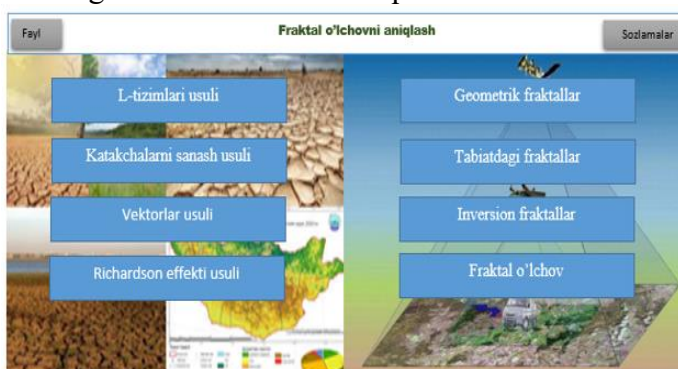 Fayl
Fraktal o'lchovni aniqlash
Sozlamalar
L-tizimlari usuli
Katakchalarni sanash usuli
Vektorlar usuli
Richardson effekti usuli
Geometrik fraktallar
Tabiatdagi fraktallar
Inversion fraktallar
Fraktal o'lchov